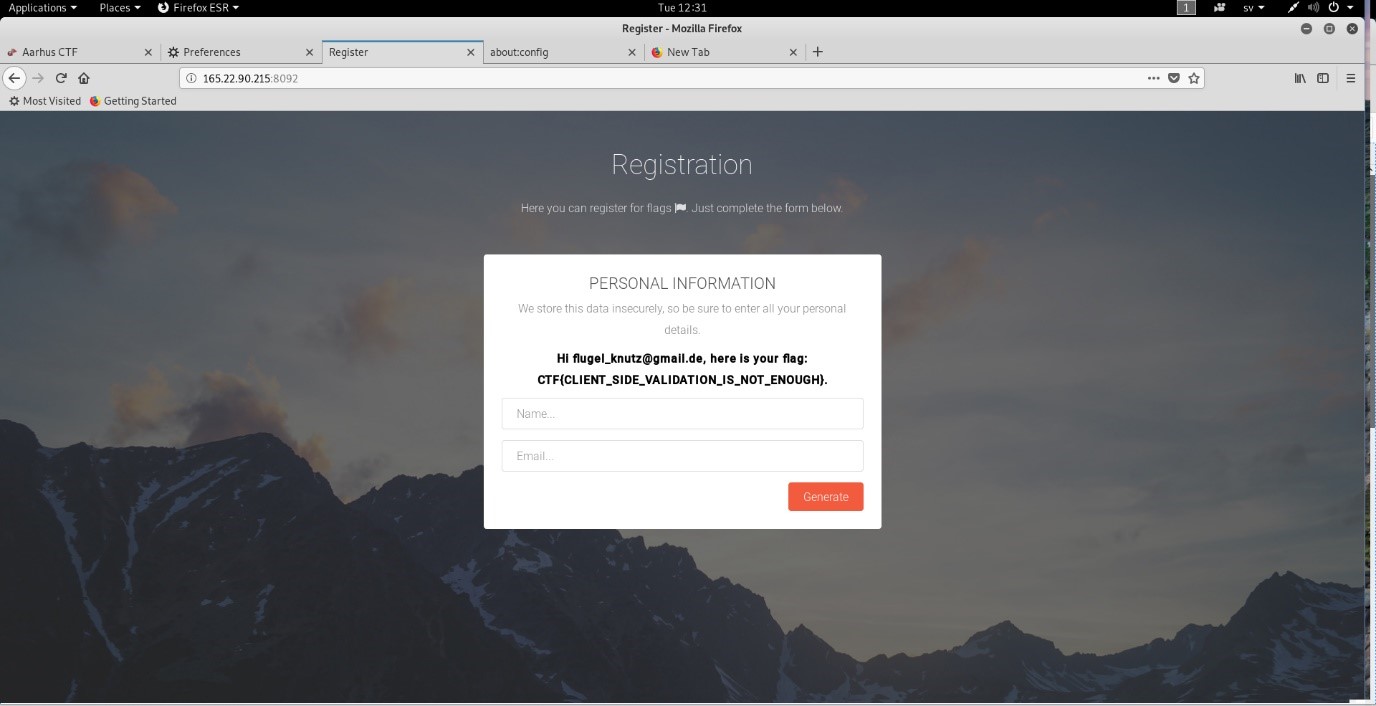 Applications Places Firefox ESR Tue 12:31 1 sv
Register - Mozilla Firefox
Aarhus CTF Preferences Register about:config New Tab
165.22.90.215:8092
Most Visited Getting Started
Registration
Here you can register for flags . Just complete the form below.
PERSONAL INFORMATION
We store this data insecurely, so be sure to enter all your personal
details.
Hi flugel_knutz@gmail.de, here is your flag:
CTF{CLIENT_SIDE_VALIDATION_IS_NOT_ENOUGH}.
Name...
Email...
Generate